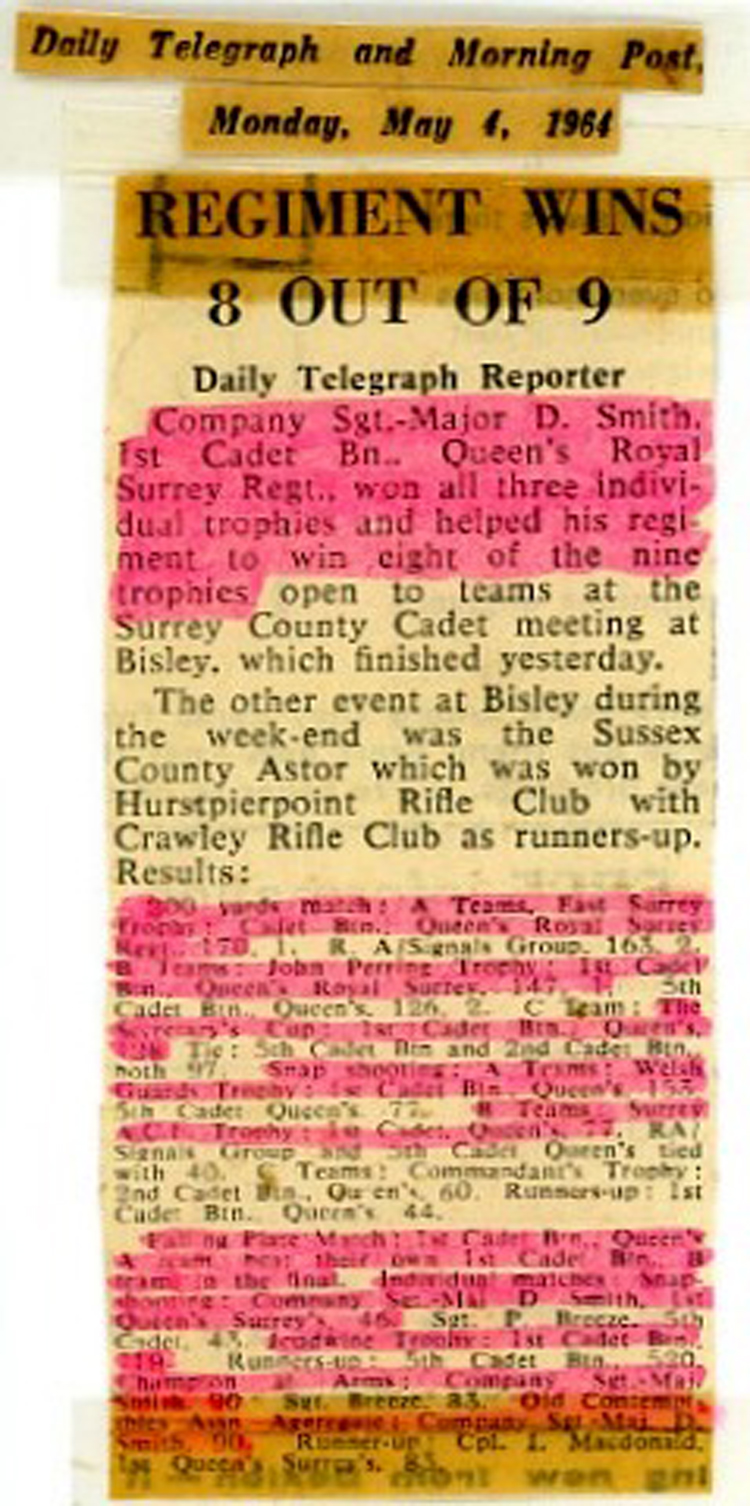 Daily Telegraph and Morning Post,
Monday, May 4, 1964
REGIMENT WINS
8 OUT OF 9
Daily Telegraph Reporter
Company Sgt.-Major D. Smith,
1st Cadet Bn., Queen's Royal
Surrey Regt., won all three indivi-
dual trophies and helped his regi-
ment to win eight of the nine
trophies open to teams at the
Surrey County Cadet meeting at
Bisley, which finished yesterday.
The other event at Bisley during
the week-end was the Sussex
County Astor which was won by
Hurstpierpoint Rifle Club with
Crawley Rifle Club as runners-up.
Results:
yards match: A Teams, East Surrey
Trophy: Cadet Btn., Queen's Royal Surrey
Regt., 170, 1. R. A/Signals Group, 163, 2.
B Teams: John Perring Trophy: 1st Cadet
Btn., Queen's Royal Surrey, 147, 1. 5th
Cadet Btn., Queen's, 126, 2. C Team: The
Secretary's Cup: 1st Cadet Btn., Queen's,
Tie: 5th Cadet Btn and 2nd Cadet Btn.,
both 97. Snap shooting: A Teams: Welsh
Guards Trophy: 1st Cadet Btn., Queen's, 153.
5th Cadet Queen's, 77. B Teams: Surrey
A.C.F. Trophy: 1st Cadet, Queen's, 77. RA/
Signals Group and 5th Cadet Queen's tied
with 40. C Teams: Commandant's Trophy:
2nd Cadet Btn., Queen's, 60. Runners-up: 1st
Cadet Btn., Queen's 44.
Falling Plate Match: 1st Cadet Btn., Queen's
A team beat their own 1st Cadet Btn., B
team in the final. Individual matches: Snap-
shooting: Company Sgt.-Maj. D. Smith, 1st
Queen's Surrey's, 46. Sgt. P. Breeze, 5th
Cadet, 43. Jeudwine Trophy: 1st Cadet Btn.,
Runners-up: 5th Cadet Btn., 520.
Champion at Arms: Company Sgt.-Maj.
Smith, 90. Sgt. Breeze, 83. Old Contempt-
ibles Assn. Aggregate: Company Sgt.-Maj. D.
Smith, 90. Runner-up: Cpl. I. Macdonald,
1st Queen's Surrey's,